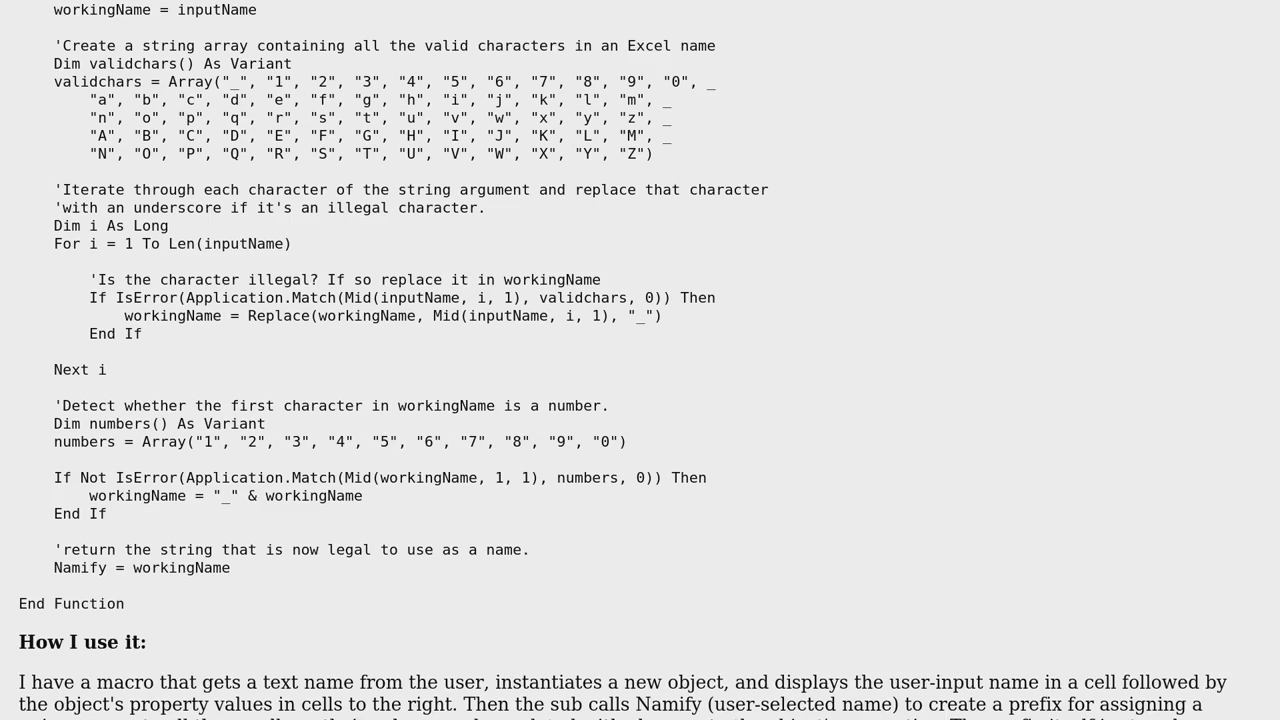 workingName = inputName
'Create a string array containing all the valid characters in an Excel name
Dim validchars() As Variant
validchars = Array("_", "1", "2", "3", "4", "5", "6", "7", "8", "9", "0", _
"a", "b", "c", "d", "e", "f", "g", "h", "i", "j", "k", "l", "m", _
"n", "o", "p", "q", "r", "s", "t", "u", "v", "w", "x", "y", "z", _
"A", "B", "C", "D", "E", "F", "G", "H", "I", "J", "K", "L", "M", _
"N", "O", "P", "Q", "R", "S", "T", "U", "V", "W", "X", "Y", "Z")
'Iterate through each character of the string argument and replace that character
'with an underscore if it's an illegal character.
Dim i As Long
For i = 1 To Len(inputName)
'Is the character illegal? If so replace it in workingName
If IsError(Application.Match(Mid(inputName, i, 1), validchars, 0)) Then
workingName = Replace(workingName, Mid(inputName, i, 1), "_")
End If
Next i
'Detect whether the first character in workingName is a number.
Dim numbers() As Variant
numbers = Array("1", "2", "3", "4", "5", "6", "7", "8", "9", "0")
If Not IsError(Application.Match(Mid(workingName, 1, 1), numbers, 0)) Then
workingName = "_" & workingName
End If
'return the string that is now legal to use as a name.
Namify = workingName
End Function
How I use it:
I have a macro that gets a text name from the user, instantiates a new object, and displays the user-input name in a cell followed by
the object's property values in cells to the right. Then the sub calls Namify (user-selected name) to create a prefix for assigning a